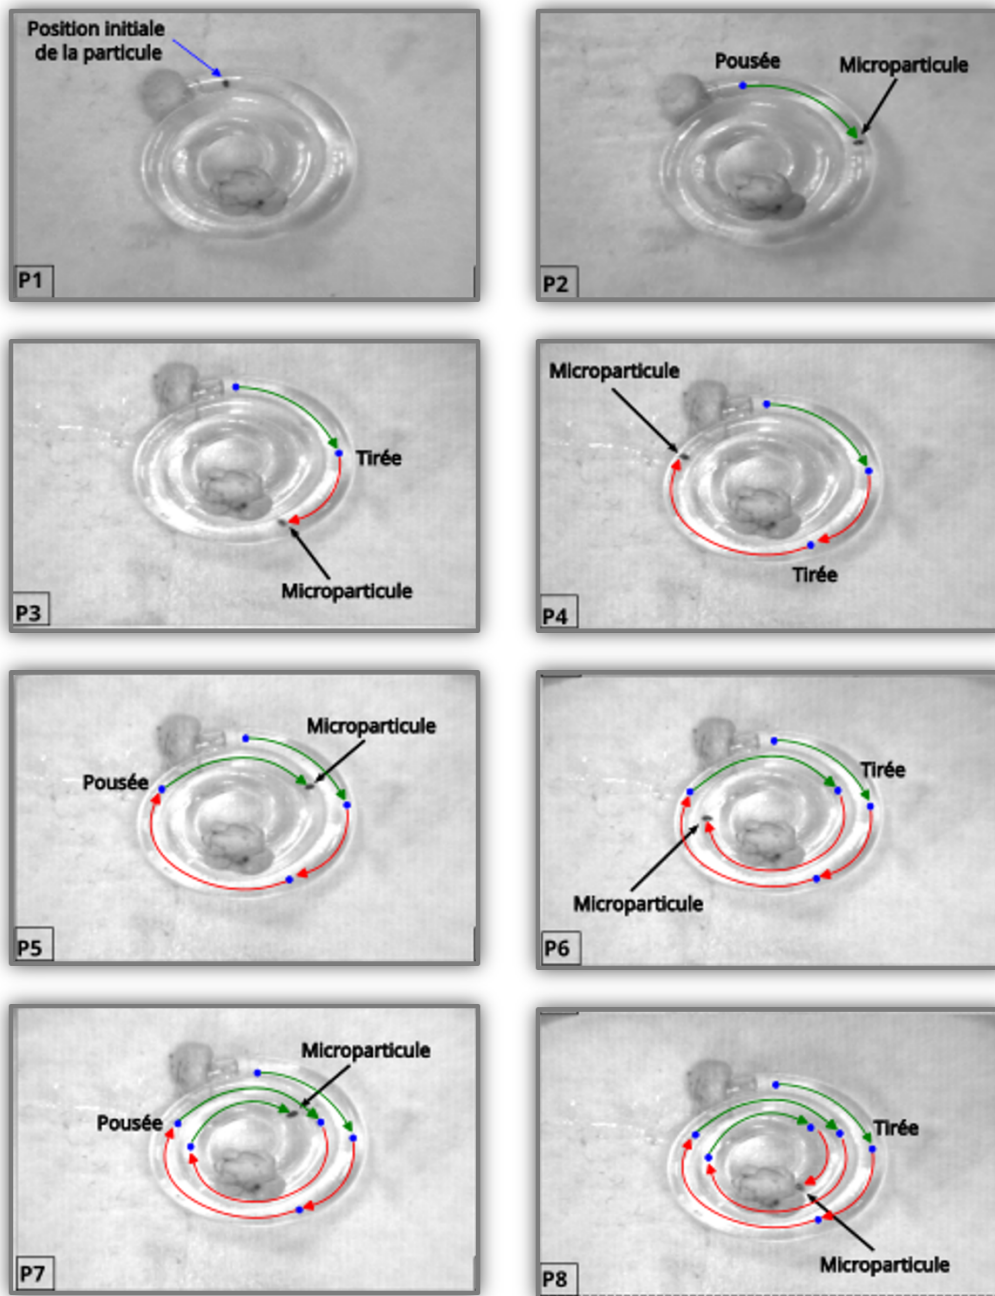 Position initiale
de la particule
P1
Pousée
Microparticule
P2
Tirée
Microparticule
P3
Microparticule
Tirée
P4
Microparticule
Pousée
P5
Tirée
Microparticule
P6
Microparticule
Pousée
P7
Tirée
Microparticule
P8